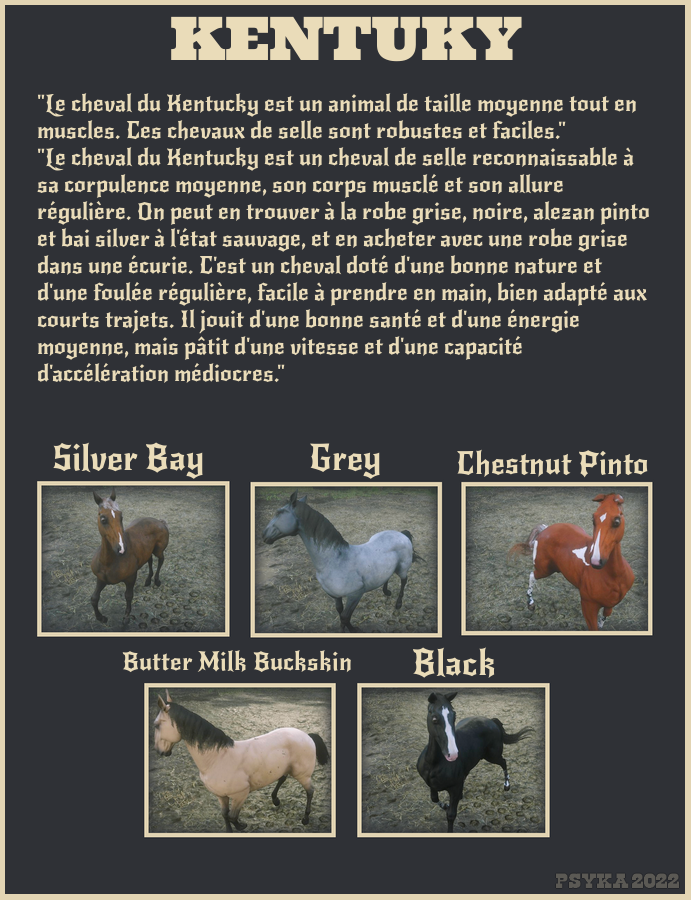 KENTUKY
"Le cheval du Kentucky est un animal de taille moyenne tout en
muscles. Ces chevaux de selle sont robustes et faciles."
"Le cheval du Kentucky est un cheval de selle reconnaissable à
sa corpulence moyenne, son corps musclé et son allure
régulière. On peut en trouver à la robe grise, noire, alezan pinto
et bai silver à l'état sauvage, et en acheter avec une robe grise
dans une écurie. C'est un cheval doté d'une bonne nature et
d'une foulée régulière, facile à prendre en main, bien adapté aux
courts trajets. Il jouit d'une bonne santé et d'une énergie
moyenne, mais pâtit d'une vitesse et d'une capacité
d'accélération médiocres."
Silver Bay
Grey
Chestnut Pinto
Butter Milk Buckskin
Black
PSYKA 2022